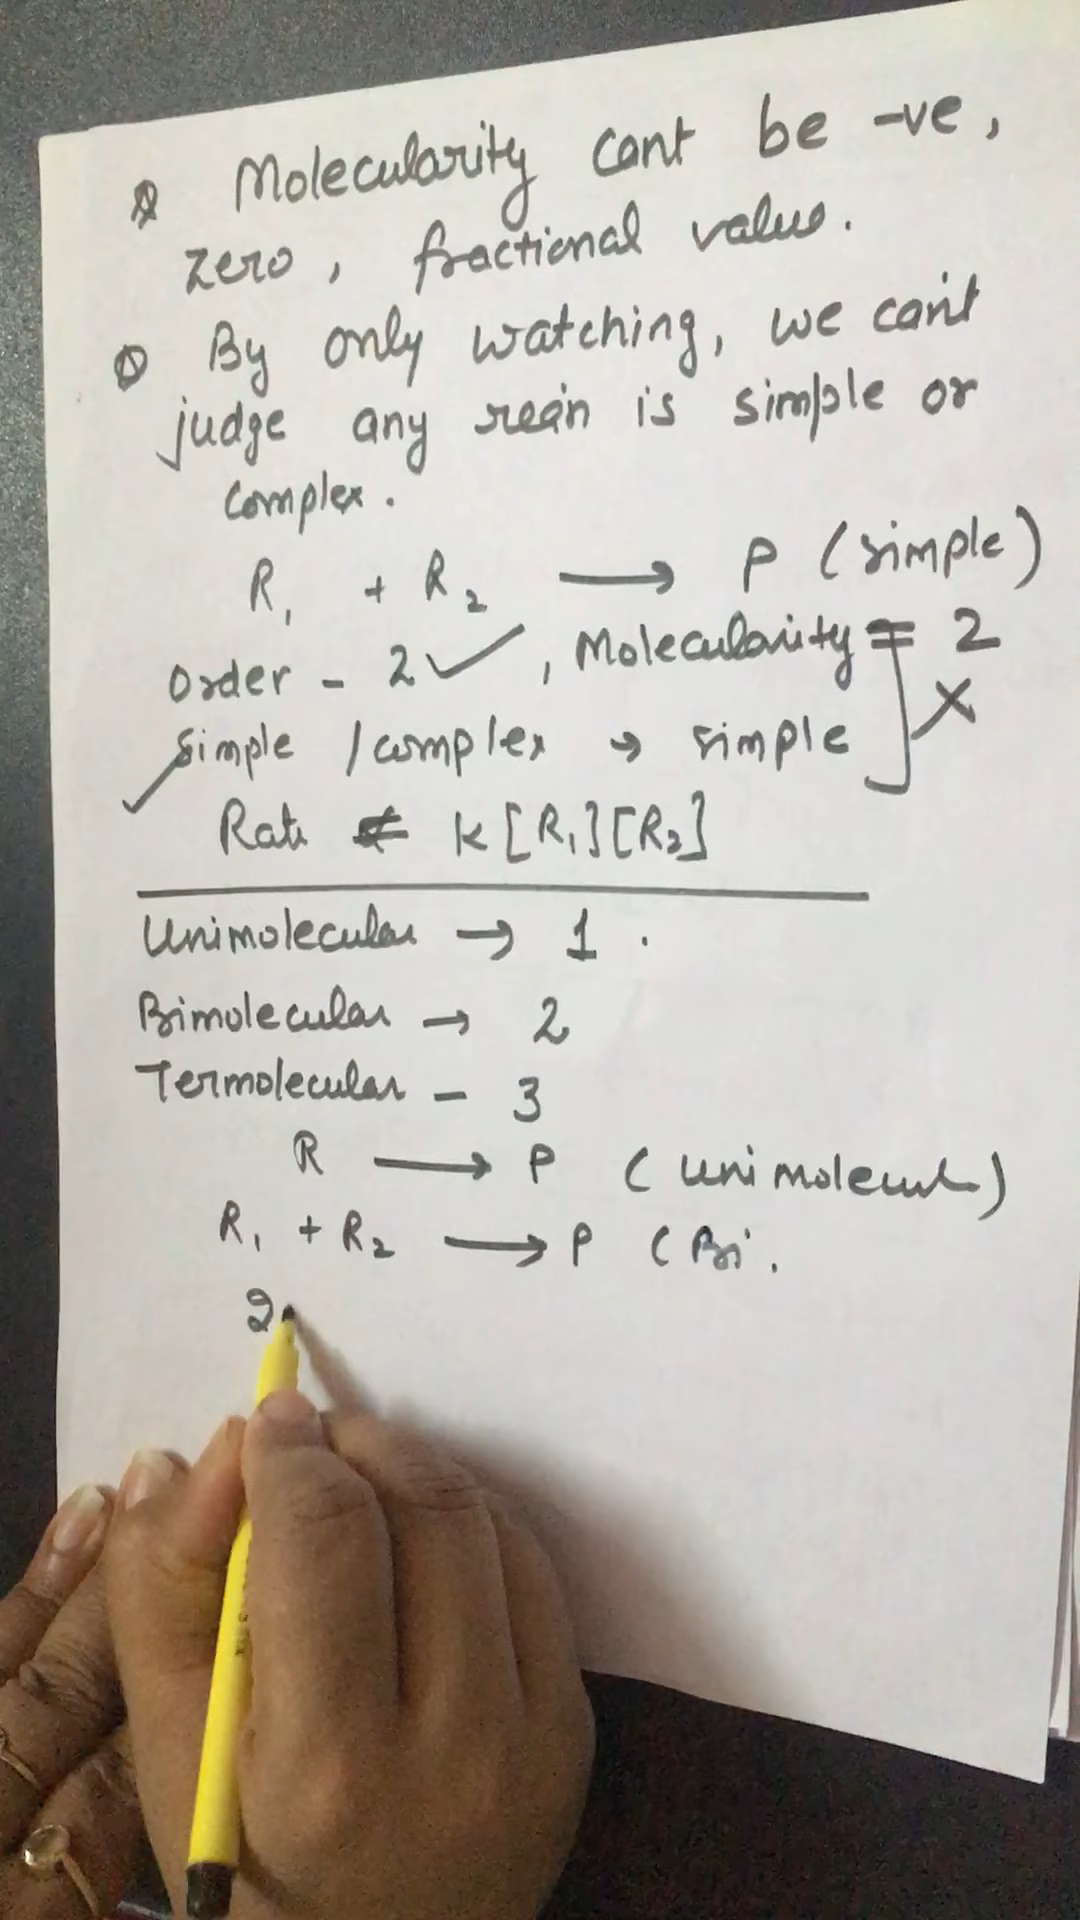 Molecularity cant be -ve,
zero, fractional value.
By only watching, we can't
judge any rea'n is simple or
complex.
R₁ + R₂ ⟶ P (simple)
Order - 2 ✓, Molecularity = 2
✓ Simple / complex → simple ] X
Rate = K [R₁][R₂]
Unimolecular → 1.
Bimolecular → 2
Termolecular - 3
R ⟶ P (Unimolecul)
R₁ + R₂ ⟶ P (Bi.
2